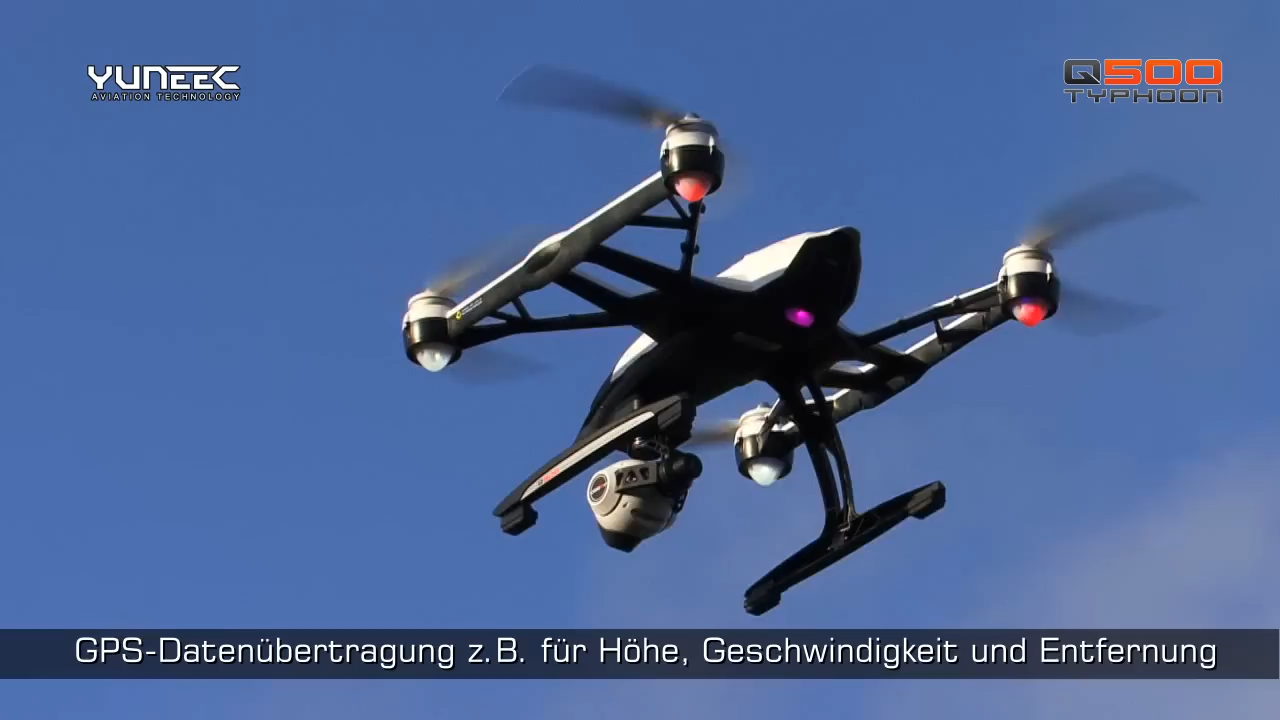 YUNEEC
AVIATION TECHNOLOGY
Q500
TYPHOON
GPS-Datenübertragung z.B. für Höhe, Geschwindigkeit und Entfernung